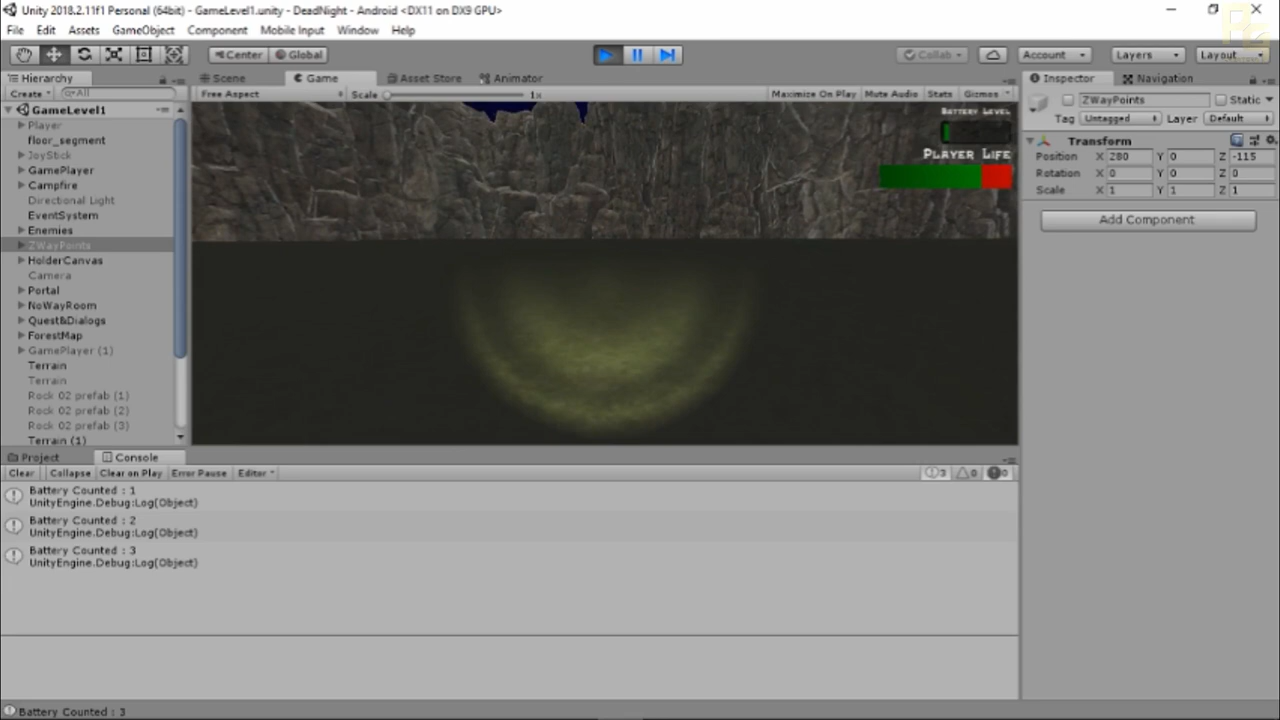 Unity 2018.2.11f1 Personal (64bit) - GameLevel1.unity - DeadNight - Android <DX11 on DX9 GPU>
File Edit Assets GameObject Component Mobile Input Window Help
Center Global Collab Account Layers Layout
Hierarchy Scene Game Asset Store Animator Inspector Navigation
Create All Free Aspect Scale 1x Maximize On Play Mute Audio Stats Gizmos
ZWayPoints Static
Tag Untagged Layer Default
Transform
Position X 280 Y 0 Z -115
Rotation X 0 Y 0 Z 0
Scale X 1 Y 1 Z 1
Add Component
GameLevel1
Player
floor_segment
JoyStick
GamePlayer
Campfire
Directional Light
EventSystem
Enemies
ZWayPoints
HolderCanvas
Camera
Portal
NoWayRoom
Quest&Dialogs
ForestMap
GamePlayer (1)
Terrain
Terrain
Rock 02 prefab (1)
Rock 02 prefab (2)
Rock 02 prefab (3)
Terrain (1)
Battery Level
Player Life
Project Console
Clear Collapse Clear on Play Error Pause Editor 3 0 0
Battery Counted : 1
UnityEngine.Debug:Log(Object)
Battery Counted : 2
UnityEngine.Debug:Log(Object)
Battery Counted : 3
UnityEngine.Debug:Log(Object)
Battery Counted : 3